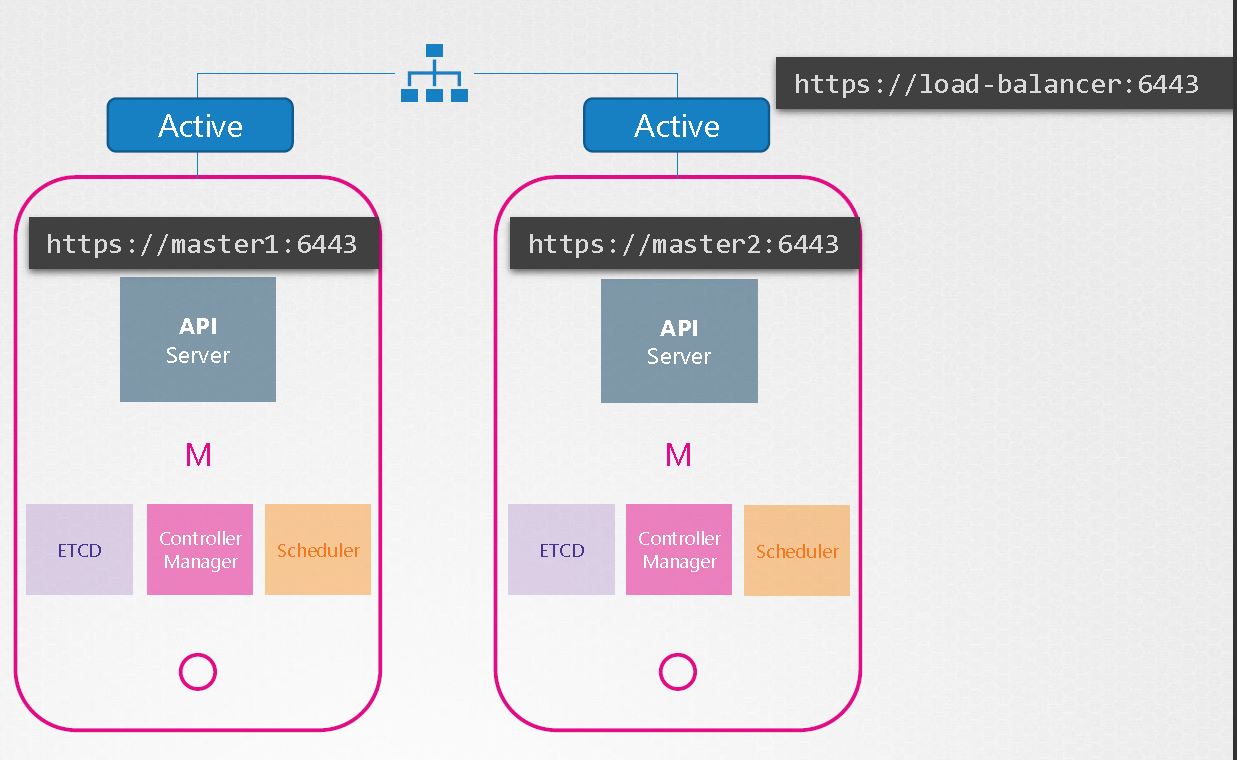 https://load-balancer:6443
Active
Active
https://master1:6443
https://master2:6443
API
Server
API
Server
M
M
ETCD
Controller
Manager
Scheduler
ETCD
Controller
Manager
Scheduler